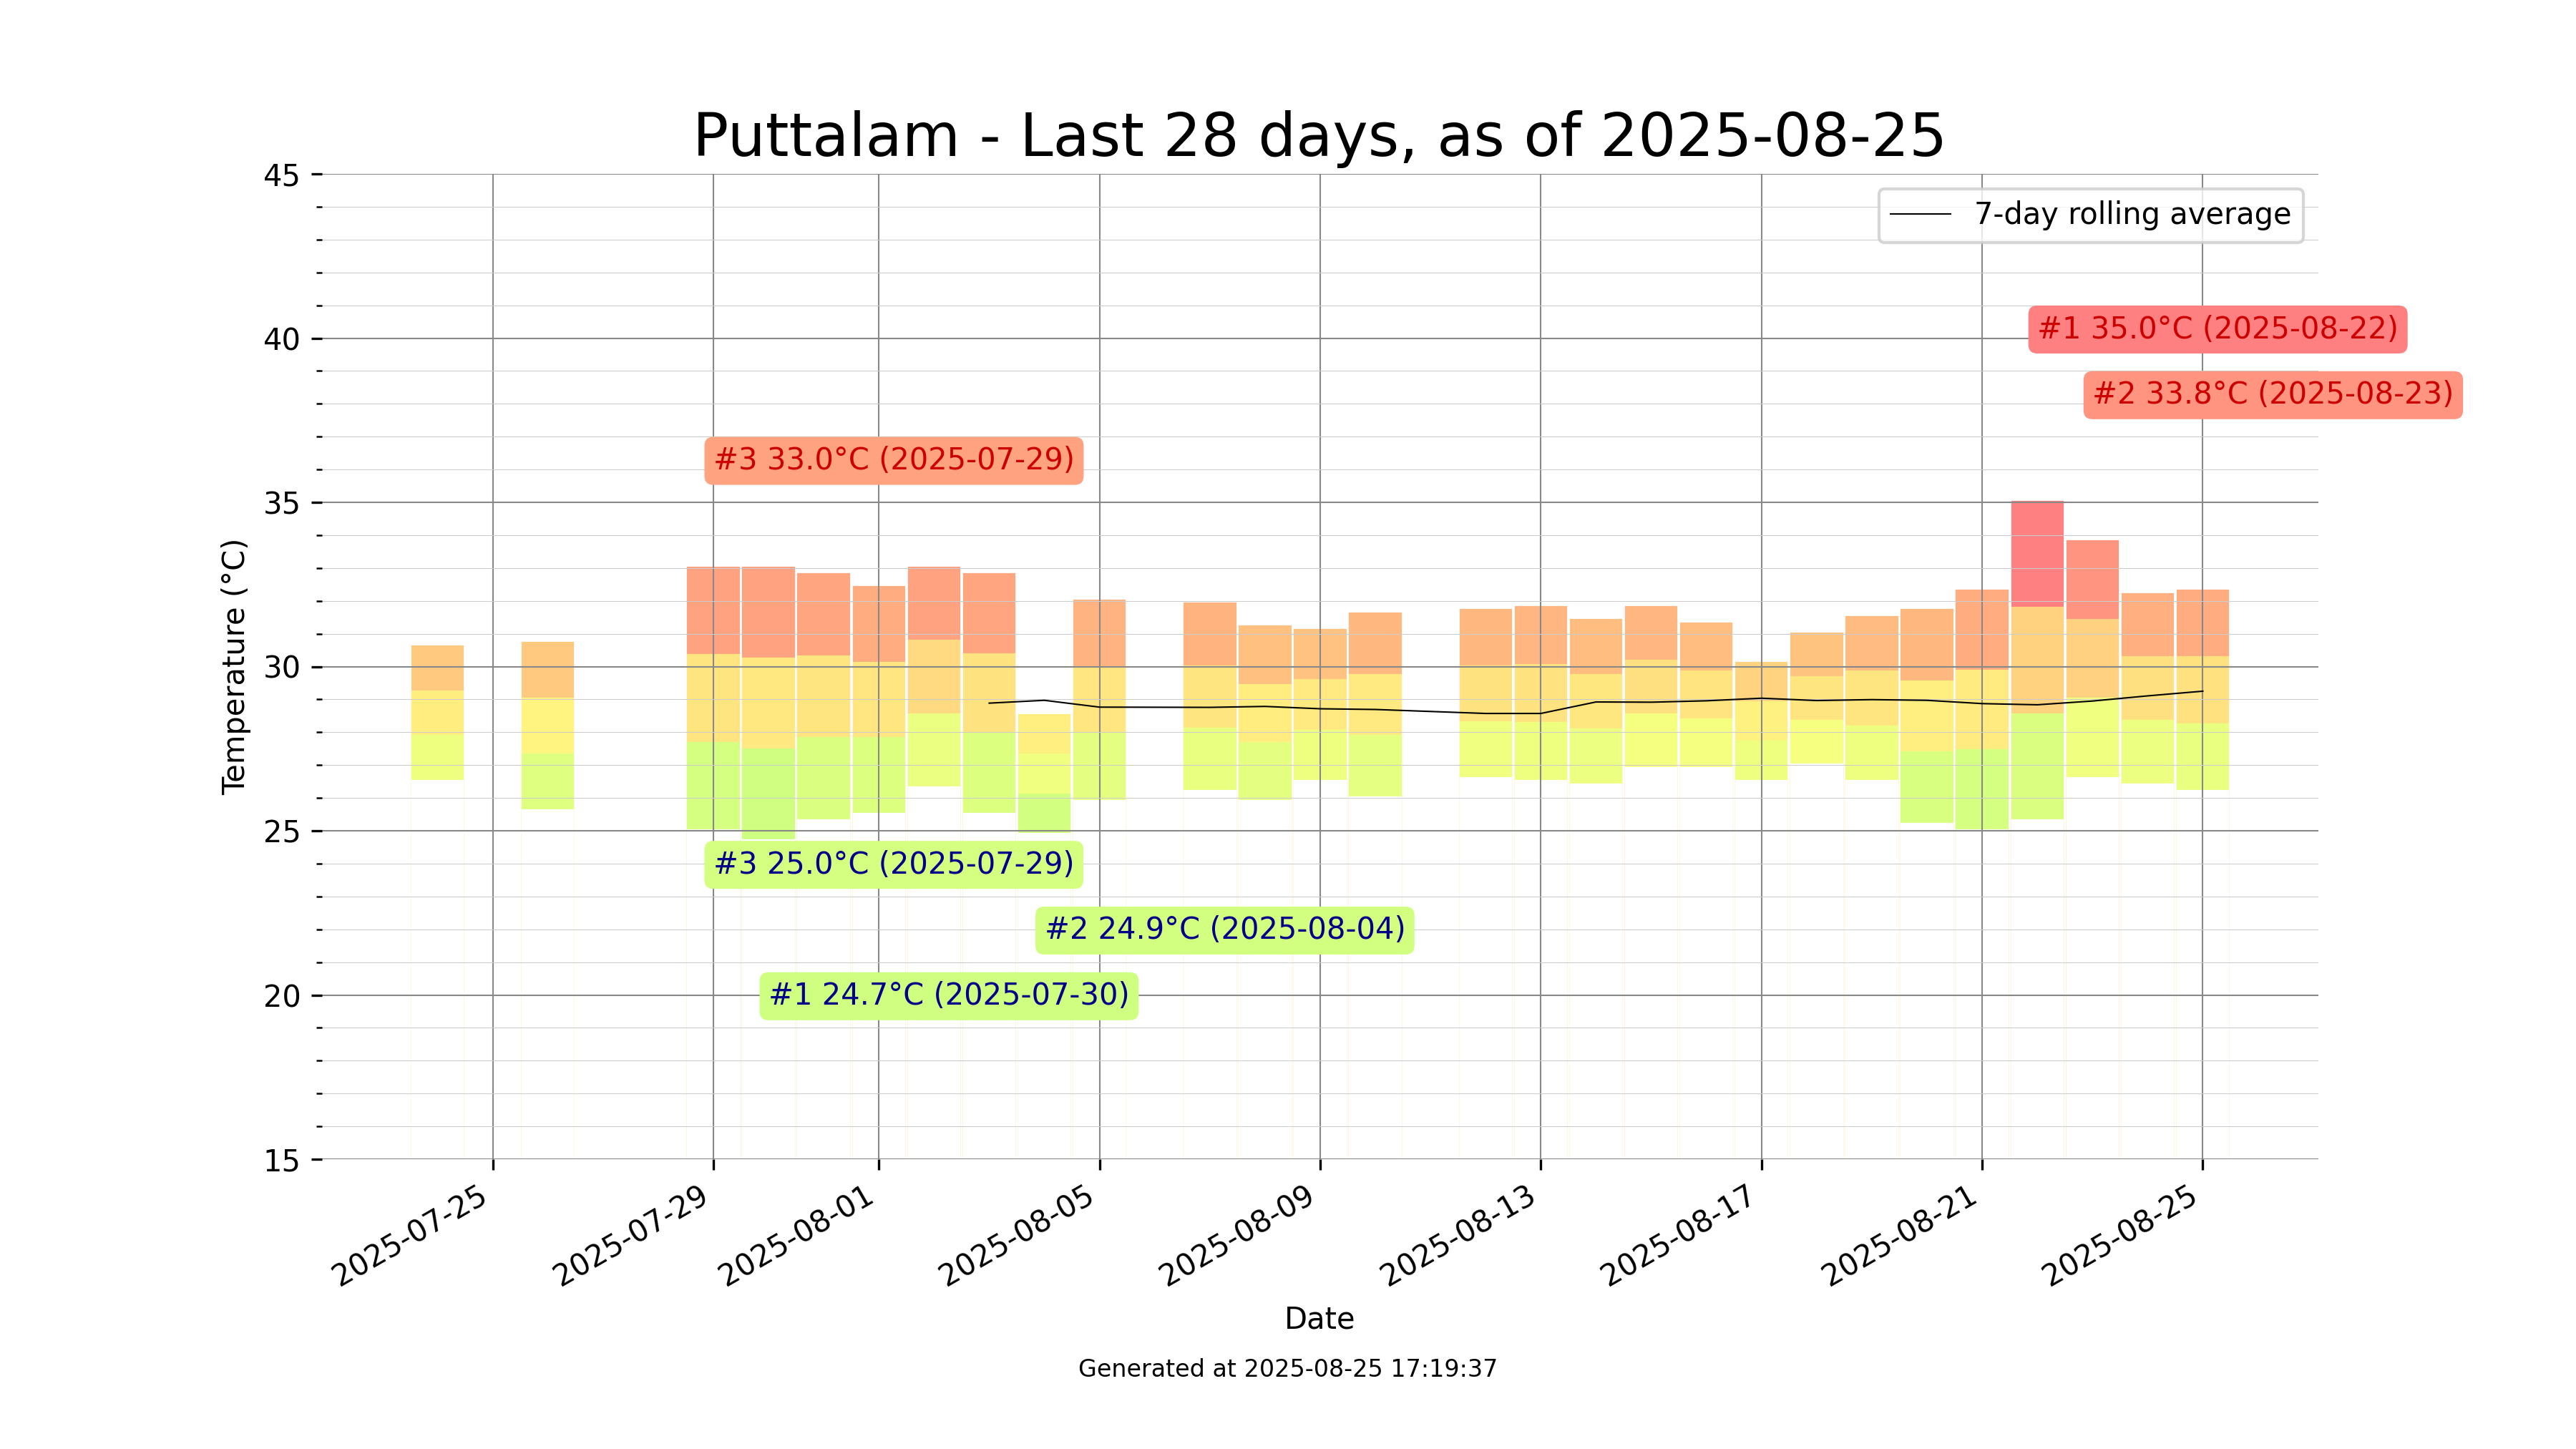 Puttalam - Last 28 days, as of 2025-08-25
45
7-day rolling average
40
#1 35.0°C (2025-08-22)
#2 33.8°C (2025-08-23)
#3 33.0°C (2025-07-29)
35
Temperature (°C)
30
25
#3 25.0°C (2025-07-29)
#2 24.9°C (2025-08-04)
20
#1 24.7°C (2025-07-30)
15
2025-07-25
2025-07-29
2025-08-01
2025-08-05
2025-08-09
2025-08-13
2025-08-17
2025-08-21
2025-08-25
Date
Generated at 2025-08-25 17:19:37